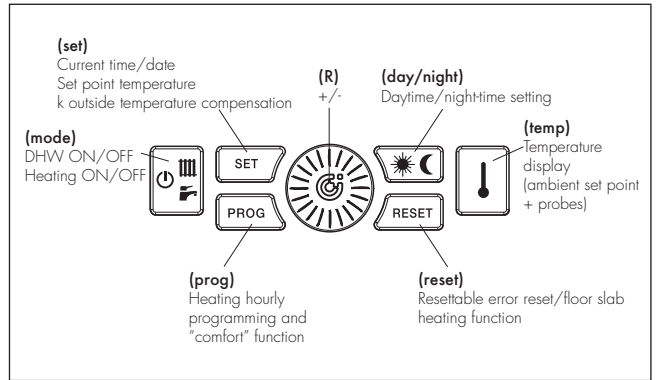 (set)
Current time/date
Set point temperature
k outside temperature compensation
(R)
+/-
(day/night)
Daytime/night-time setting
(mode)
DHW ON/OFF
Heating ON/OFF
(temp)
Temperature
display
(ambient set point
+ probes)
SET
PROG
RESET
(prog)
Heating hourly
programming and
"comfort" function
(reset)
Resettable error reset/floor slab
heating function